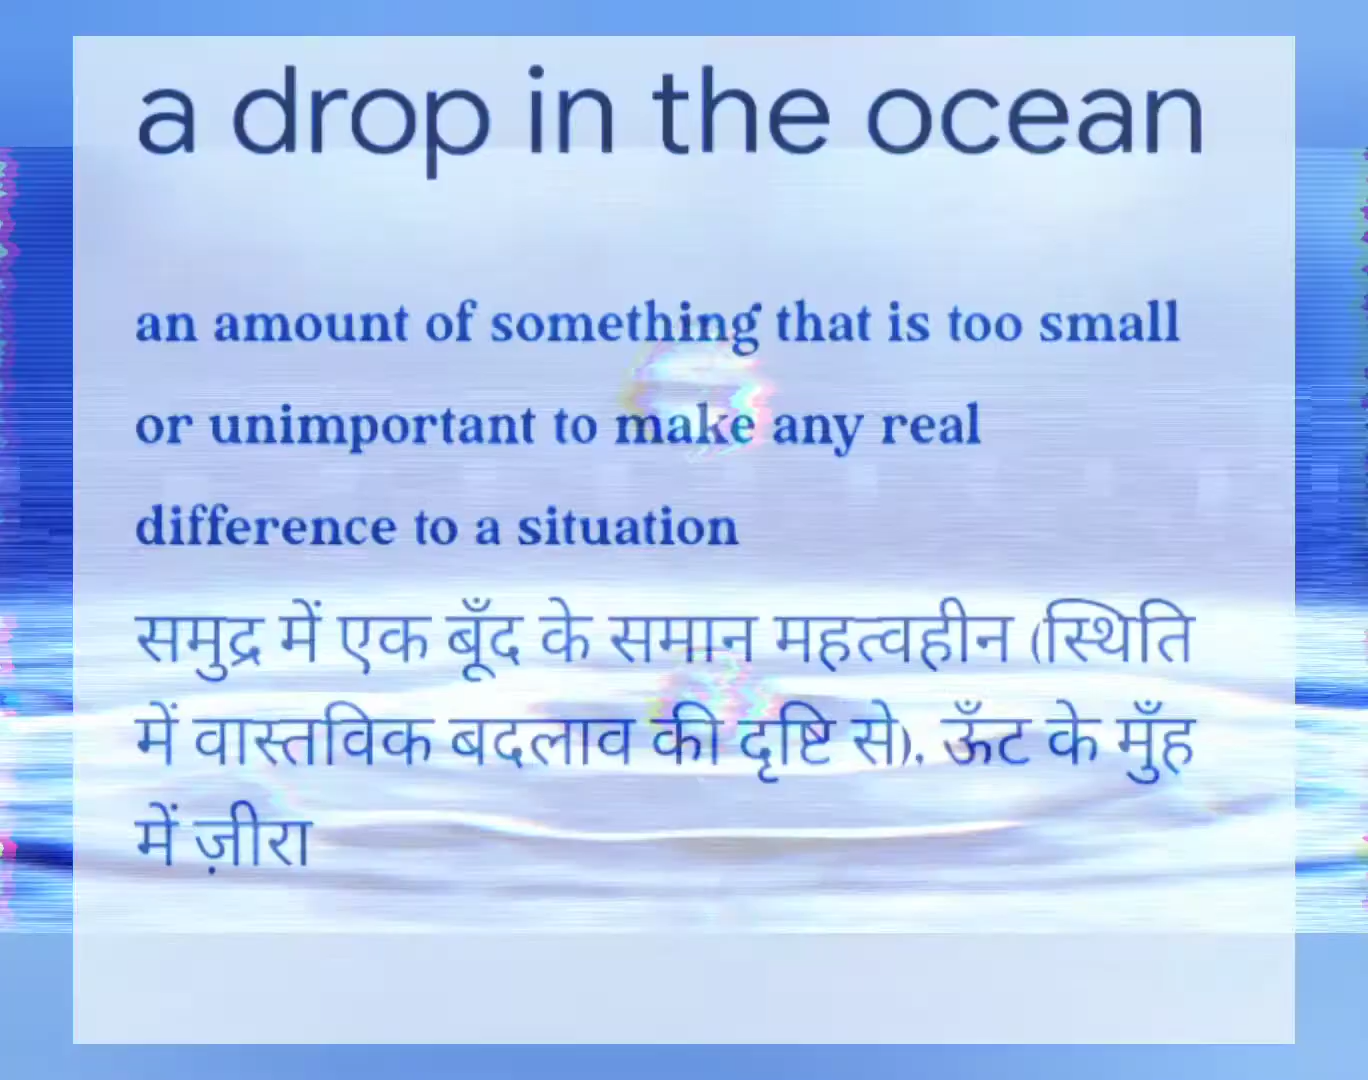 a drop in the ocean
an amount of something that is too small
or unimportant to make any real
difference to a situation
समुद्र में एक बूँद के समान महत्वहीन (स्थिति
में वास्तविक बदलाव की दृष्टि से). ऊँट के मुँह
में ज़ीरा